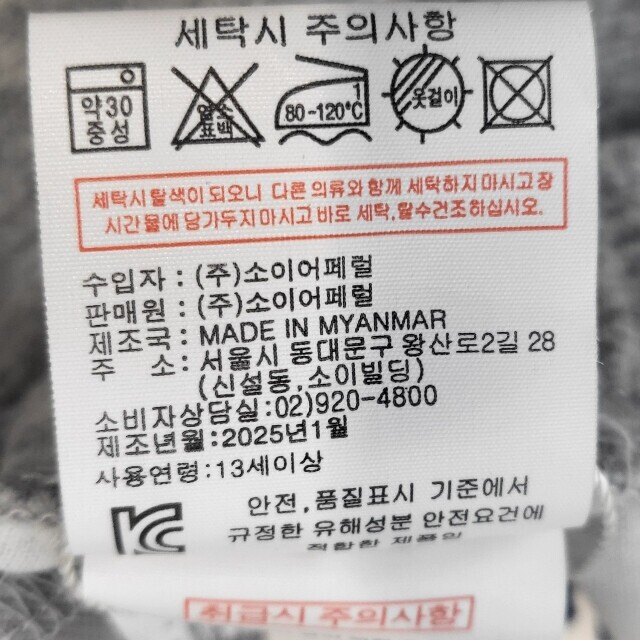 세탁시 주의사항
약 30 중성
염소 표백
1
80-120℃
옷걸이
세탁시 탈색이 되오니 다른 의류와 함께 세탁하지 마시고 장
시간 물에 담가두지 마시고 바로 세탁,탈수건조하십시오.
수입자 : (주)소이어페럴
판매원 : (주)소이어페럴
제조국 : MADE IN MYANMAR
주 소 : 서울시 동대문구 왕산로2길 28
(신설동,소이빌딩)
소비자상담실:02)920-4800
제조년월:2025년1월
사용연령:13세이상
안전,품질표시 기준에서
규정한 유해성분 안전요건에
적합한 제품임
취급시 주의사항